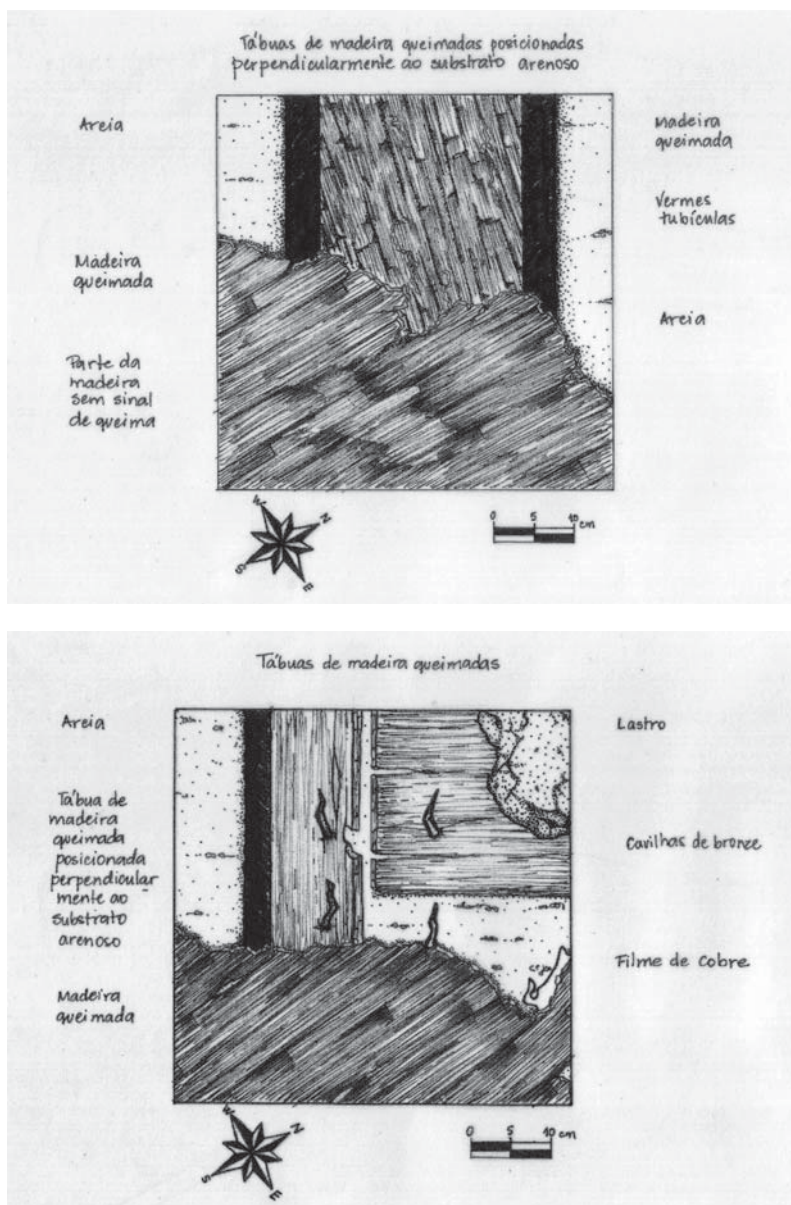 Tábuas de madeira queimadas posicionadas
perpendicularmente ao substrato arenoso
Areia
Madeira
queimada
Parte da
madeira
sem sinal
de queima
Madeira
queimada
Vermes
tubículas
Areia
W
N
S
E
0 5 10 cm
Tábuas de madeira queimadas
Areia
Tábua de
madeira
queimada
posicionada
perpendicular
mente ao
substrato
arenoso
Madeira
queimada
Lastro
Cavilhas de bronze
Filme de Cobre
W
N
S
E
0 5 10 cm